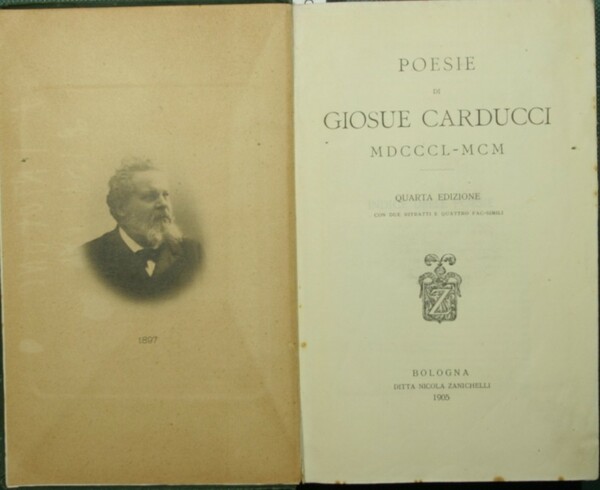 1897
POESIE
DI
GIOSUE CARDUCCI
MDCCCL-MCM
QUARTA EDIZIONE
CON DUE RITRATTI E QUATTRO FAC-SIMILI
Z
BOLOGNA
DITTA NICOLA ZANICHELLI
1905